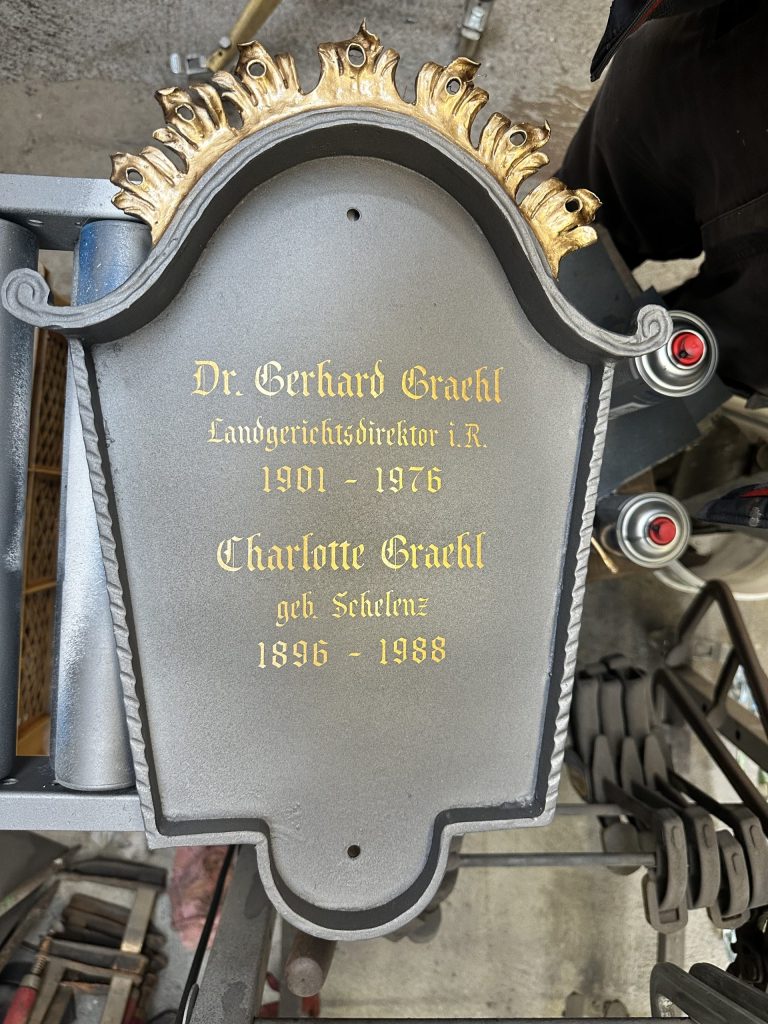 Dr. Gerhard Graehl
Landgerichtsdirektor i.R.
1901 - 1976
Charlotte Graehl
geb. Schelenz
1896 - 1988